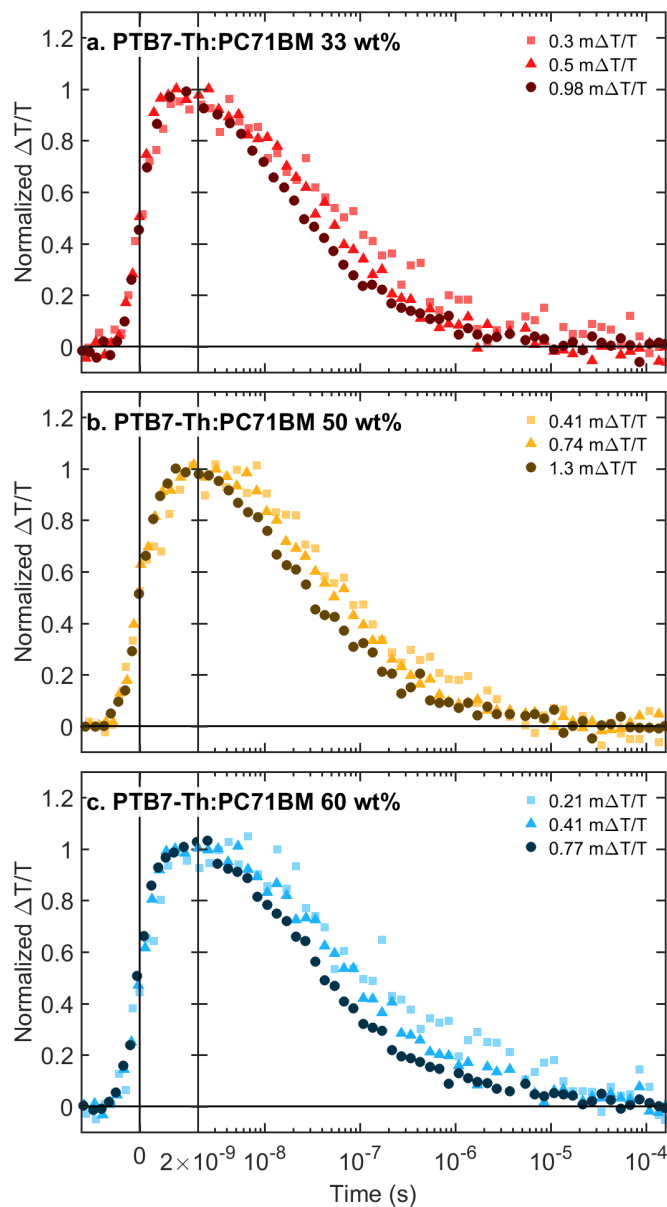 a. PTB7-Th:PC71BM 33 wt%
0.3 mΔT/T
0.5 mΔT/T
0.98 mΔT/T
1.2
1
0.8
0.6
0.4
0.2
0
Normalized ΔT/T
b. PTB7-Th:PC71BM 50 wt%
0.41 mΔT/T
0.74 mΔT/T
1.3 mΔT/T
1.2
1
0.8
0.6
0.4
0.2
0
Normalized ΔT/T
c. PTB7-Th:PC71BM 60 wt%
0.21 mΔT/T
0.41 mΔT/T
0.77 mΔT/T
1.2
1
0.8
0.6
0.4
0.2
0
Normalized ΔT/T
0 2×10⁻⁹ 10⁻⁸ 10⁻⁷ 10⁻⁶ 10⁻⁵ 10⁻⁴
Time (s)